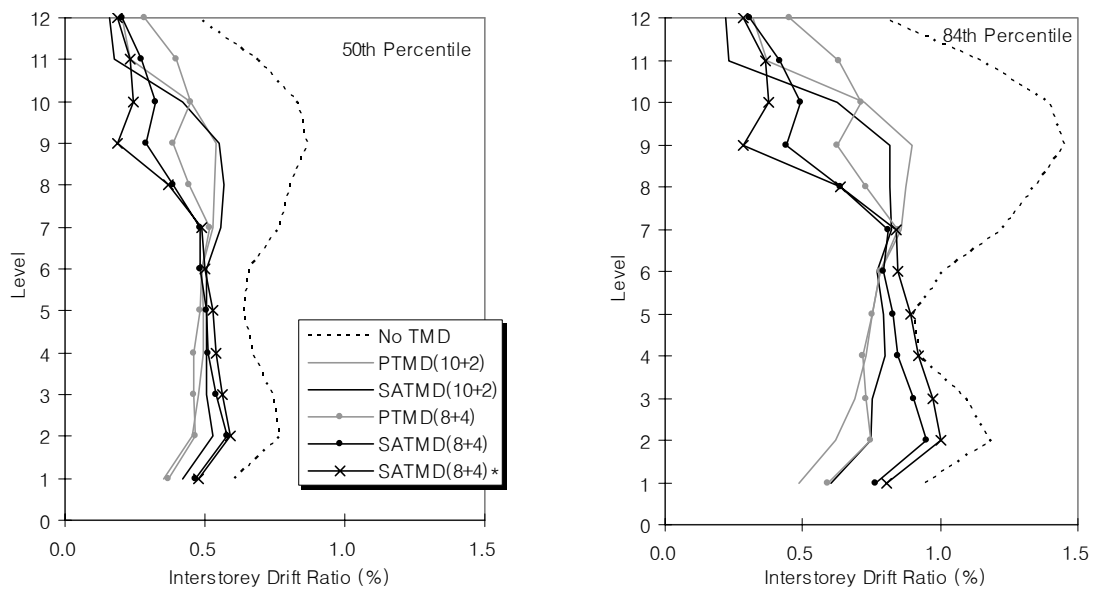 50th Percentile
12
11
10
9
8
7
6
5
4
3
2
1
0
Level
0.0 0.5 1.0 1.5
Interstorey Drift Ratio (%)
No TMD
PTMD(10+2)
SATMD(10+2)
PTMD(8+4)
SATMD(8+4)
SATMD(8+4)*
84th Percentile
12
11
10
9
8
7
6
5
4
3
2
1
0
Level
0.0 0.5 1.0 1.5
Interstorey Drift Ratio (%)